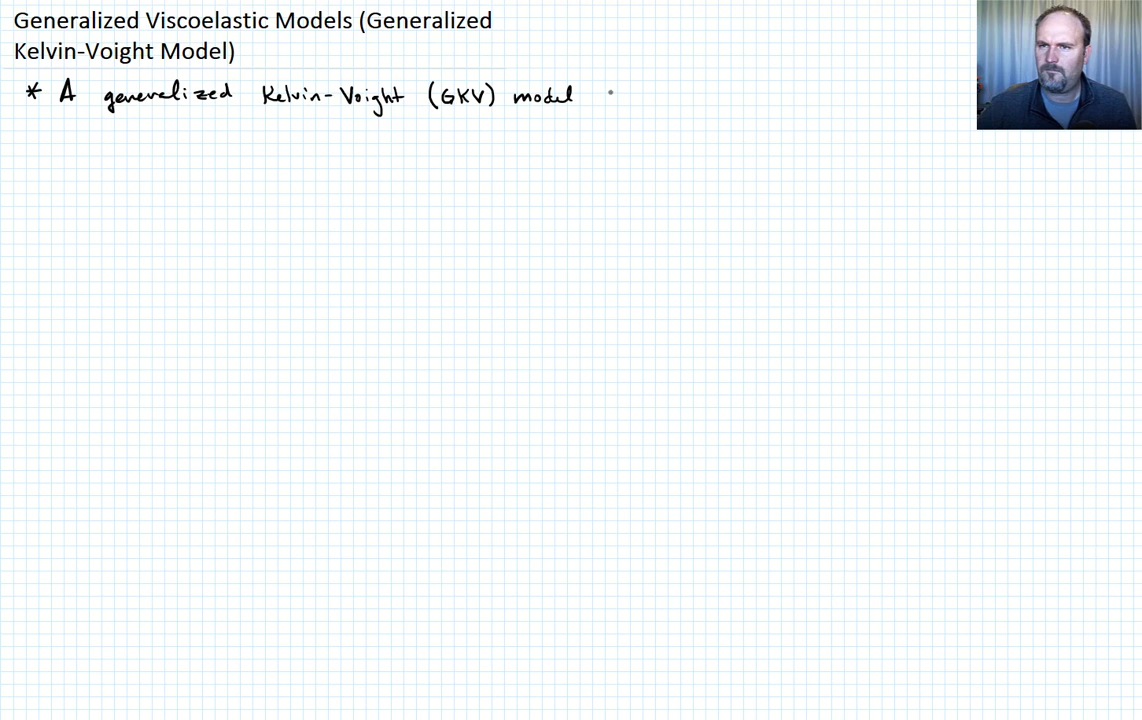 Generalized Viscoelastic Models (Generalized
Kelvin-Voight Model)
* A generalized Kelvin-Voight (GKV) model